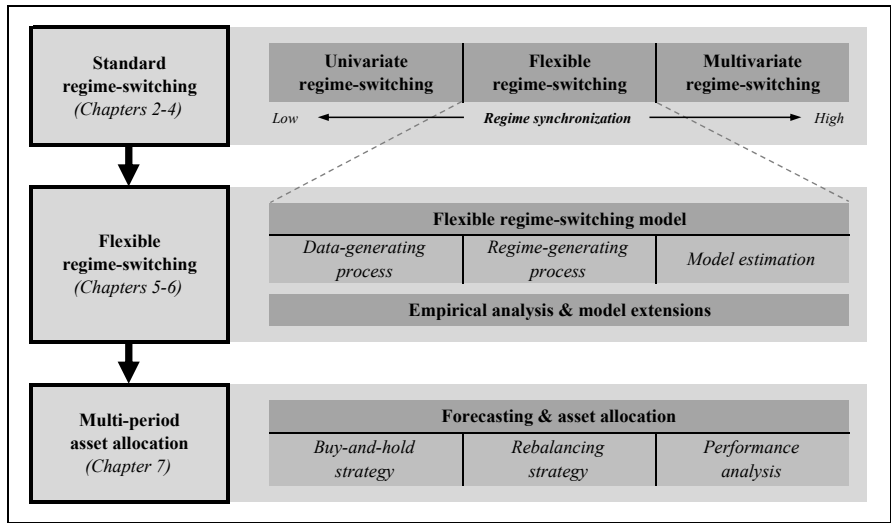 Standard
regime-switching
(Chapters 2-4)
Univariate
regime-switching
Flexible
regime-switching
Multivariate
regime-switching
Low
Regime synchronization
High
Flexible
regime-switching
(Chapters 5-6)
Flexible regime-switching model
Data-generating
process
Regime-generating
process
Model estimation
Empirical analysis & model extensions
Multi-period
asset allocation
(Chapter 7)
Forecasting & asset allocation
Buy-and-hold
strategy
Rebalancing
strategy
Performance
analysis